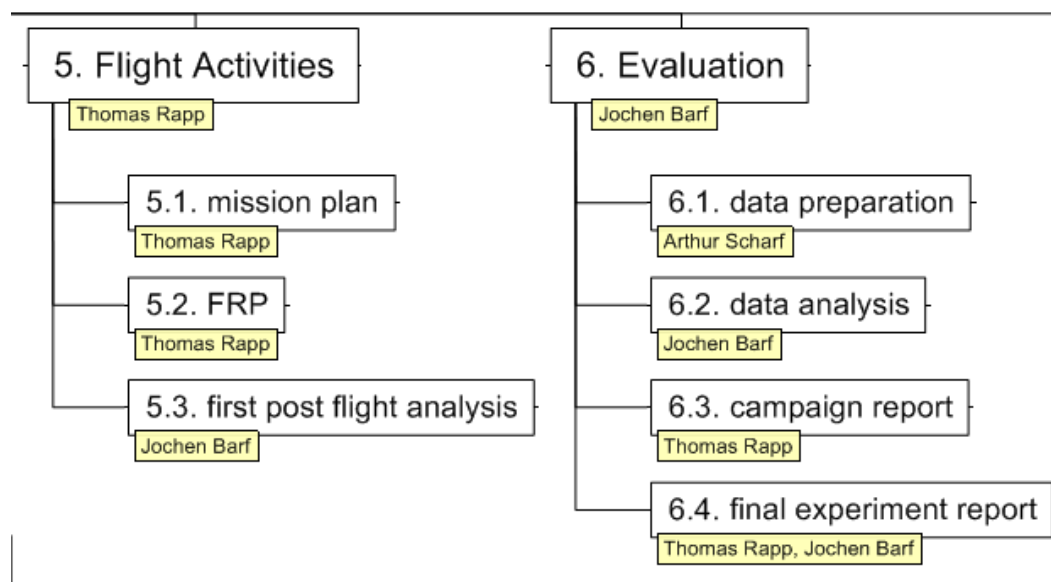 5. Flight Activities
Thomas Rapp
5.1. mission plan
Thomas Rapp
5.2. FRP
Thomas Rapp
5.3. first post flight analysis
Jochen Barf
6. Evaluation
Jochen Barf
6.1. data preparation
Arthur Scharf
6.2. data analysis
Jochen Barf
6.3. campaign report
Thomas Rapp
6.4. final experiment report
Thomas Rapp, Jochen Barf